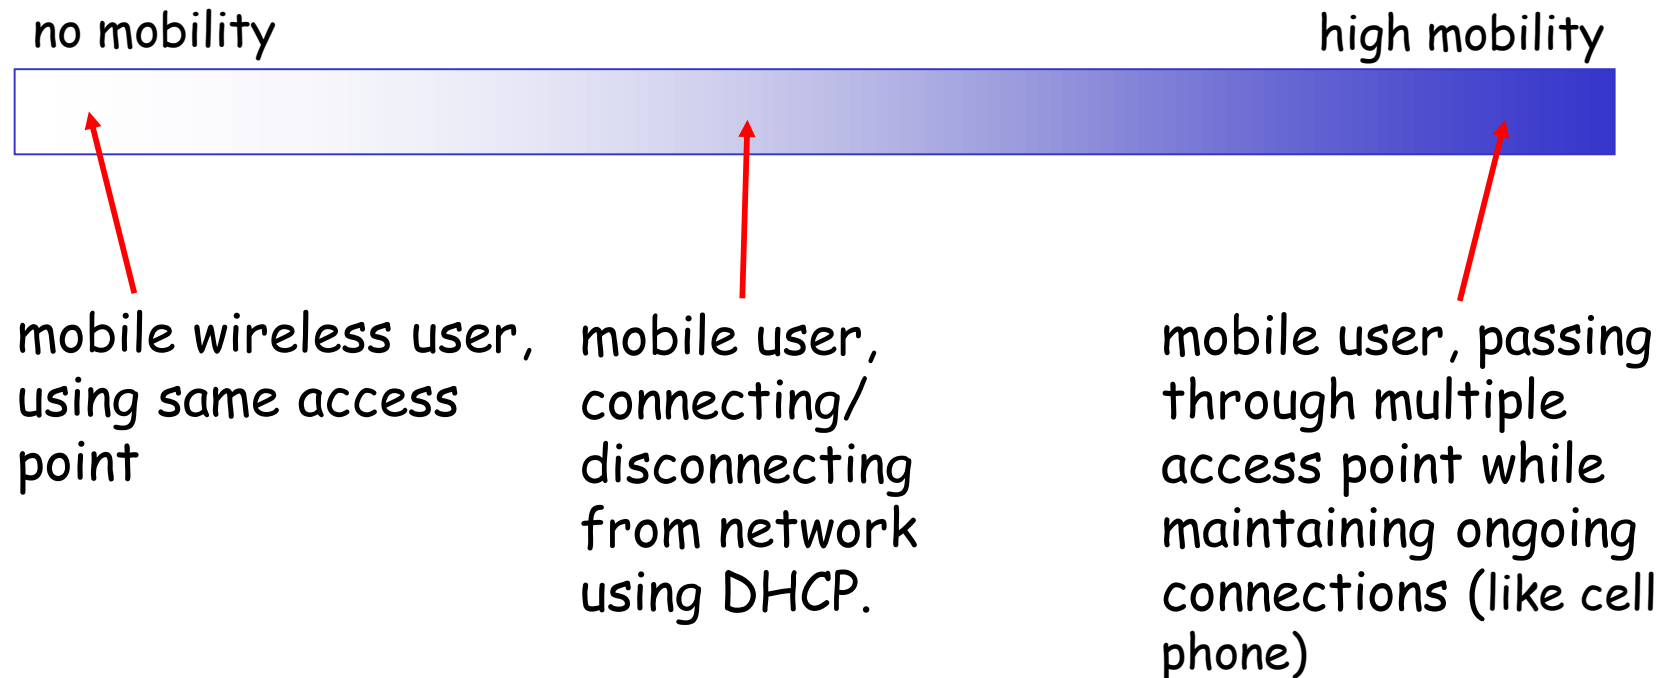 no mobility
high mobility
mobile wireless user,
using same access
point
mobile user,
connecting/
disconnecting
from network
using DHCP.
mobile user, passing
through multiple
access point while
maintaining ongoing
connections (like cell
phone)